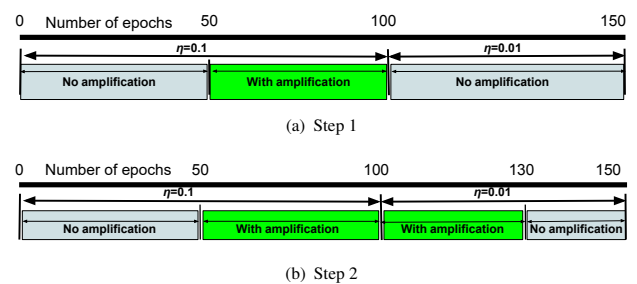 0 Number of epochs 50 100 150
η=0.1 η=0.01
No amplification With amplification No amplification
(a) Step 1
0 Number of epochs 50 100 130 150
η=0.1 η=0.01
No amplification With amplification With amplification No amplification
(b) Step 2